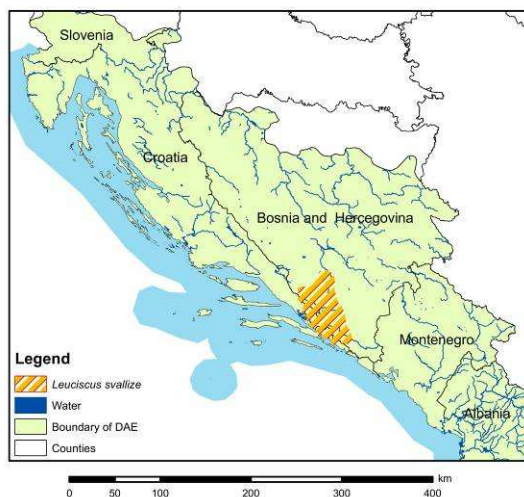 Slovenia
Croatia
Bosnia and Hercegovina
Montenegro
Albania
Legend
Leuciscus svallize
Water
Boundary of DAE
Counties
km
0 50 100 200 300 400